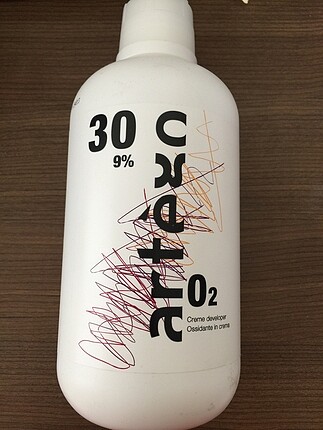 30
9%
artègo
O2
Creme developer
Ossidante in crema